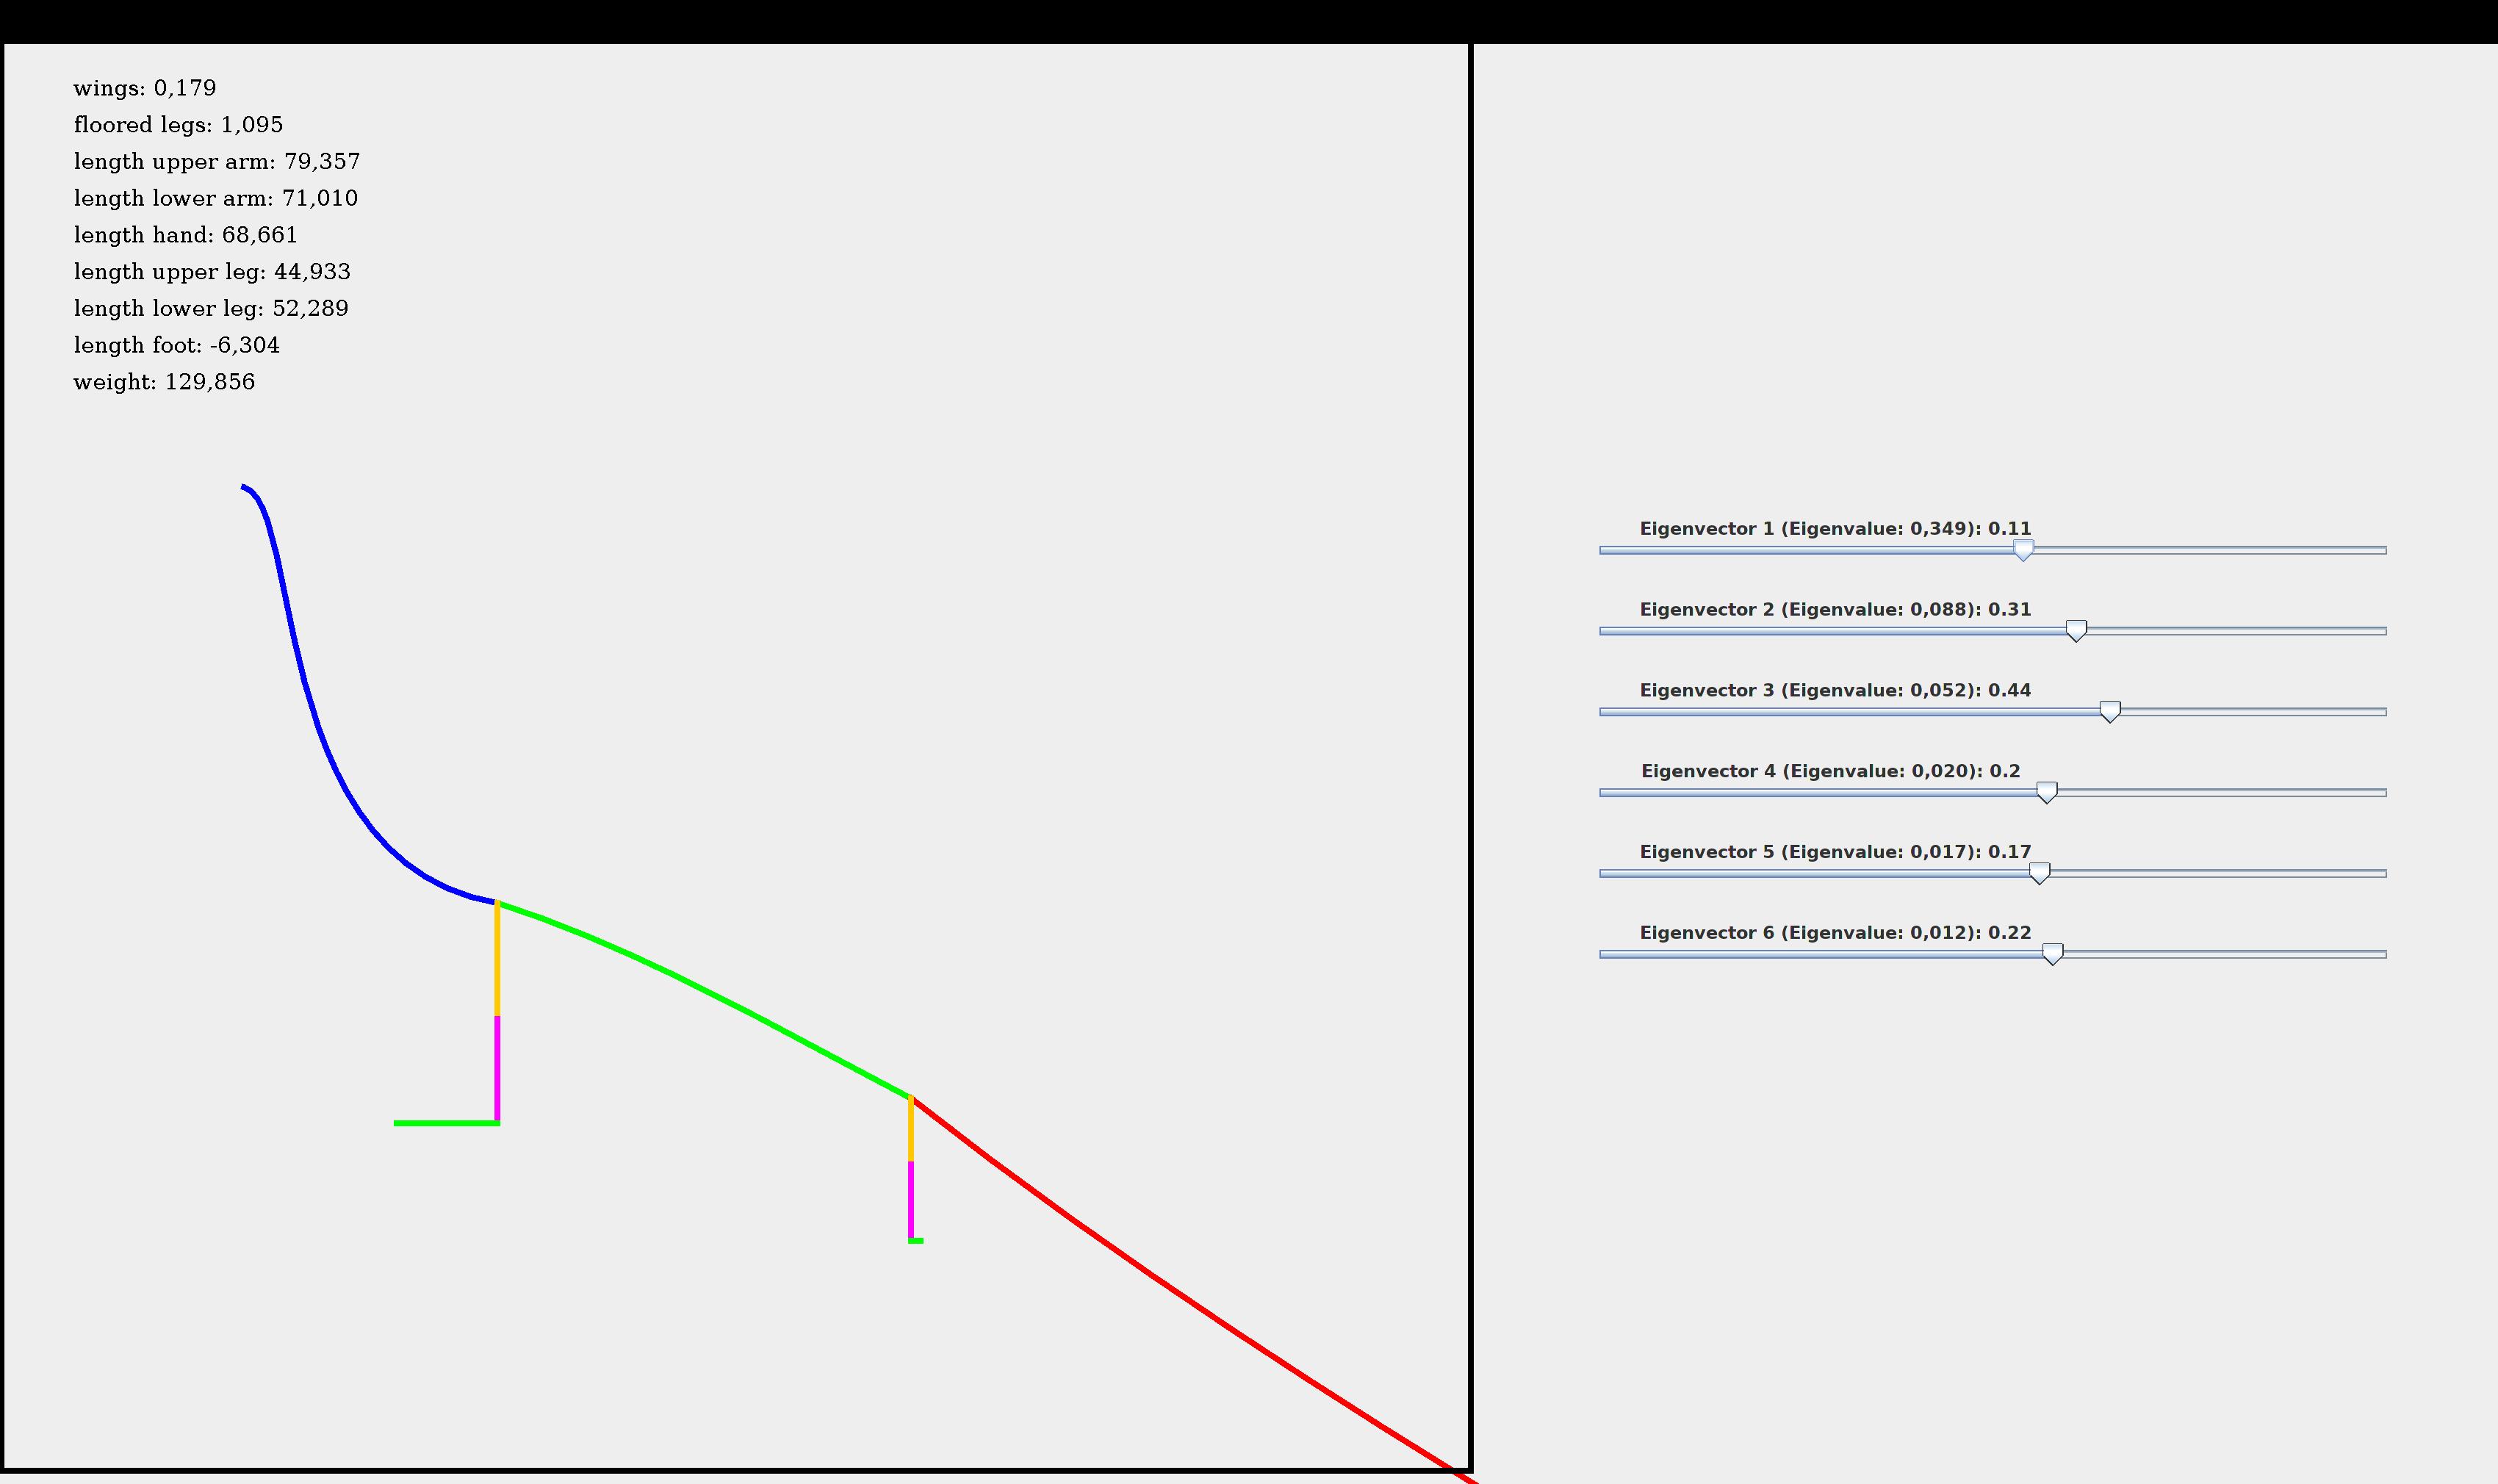 wings: 0,179
floored legs: 1,095
length upper arm: 79,357
length lower arm: 71,010
length hand: 68,661
length upper leg: 44,933
length lower leg: 52,289
length foot: -6,304
weight: 129,856
Eigenvector 1 (Eigenvalue: 0,349): 0.11
Eigenvector 2 (Eigenvalue: 0,088): 0.31
Eigenvector 3 (Eigenvalue: 0,052): 0.44
Eigenvector 4 (Eigenvalue: 0,020): 0.2
Eigenvector 5 (Eigenvalue: 0,017): 0.17
Eigenvector 6 (Eigenvalue: 0,012): 0.22